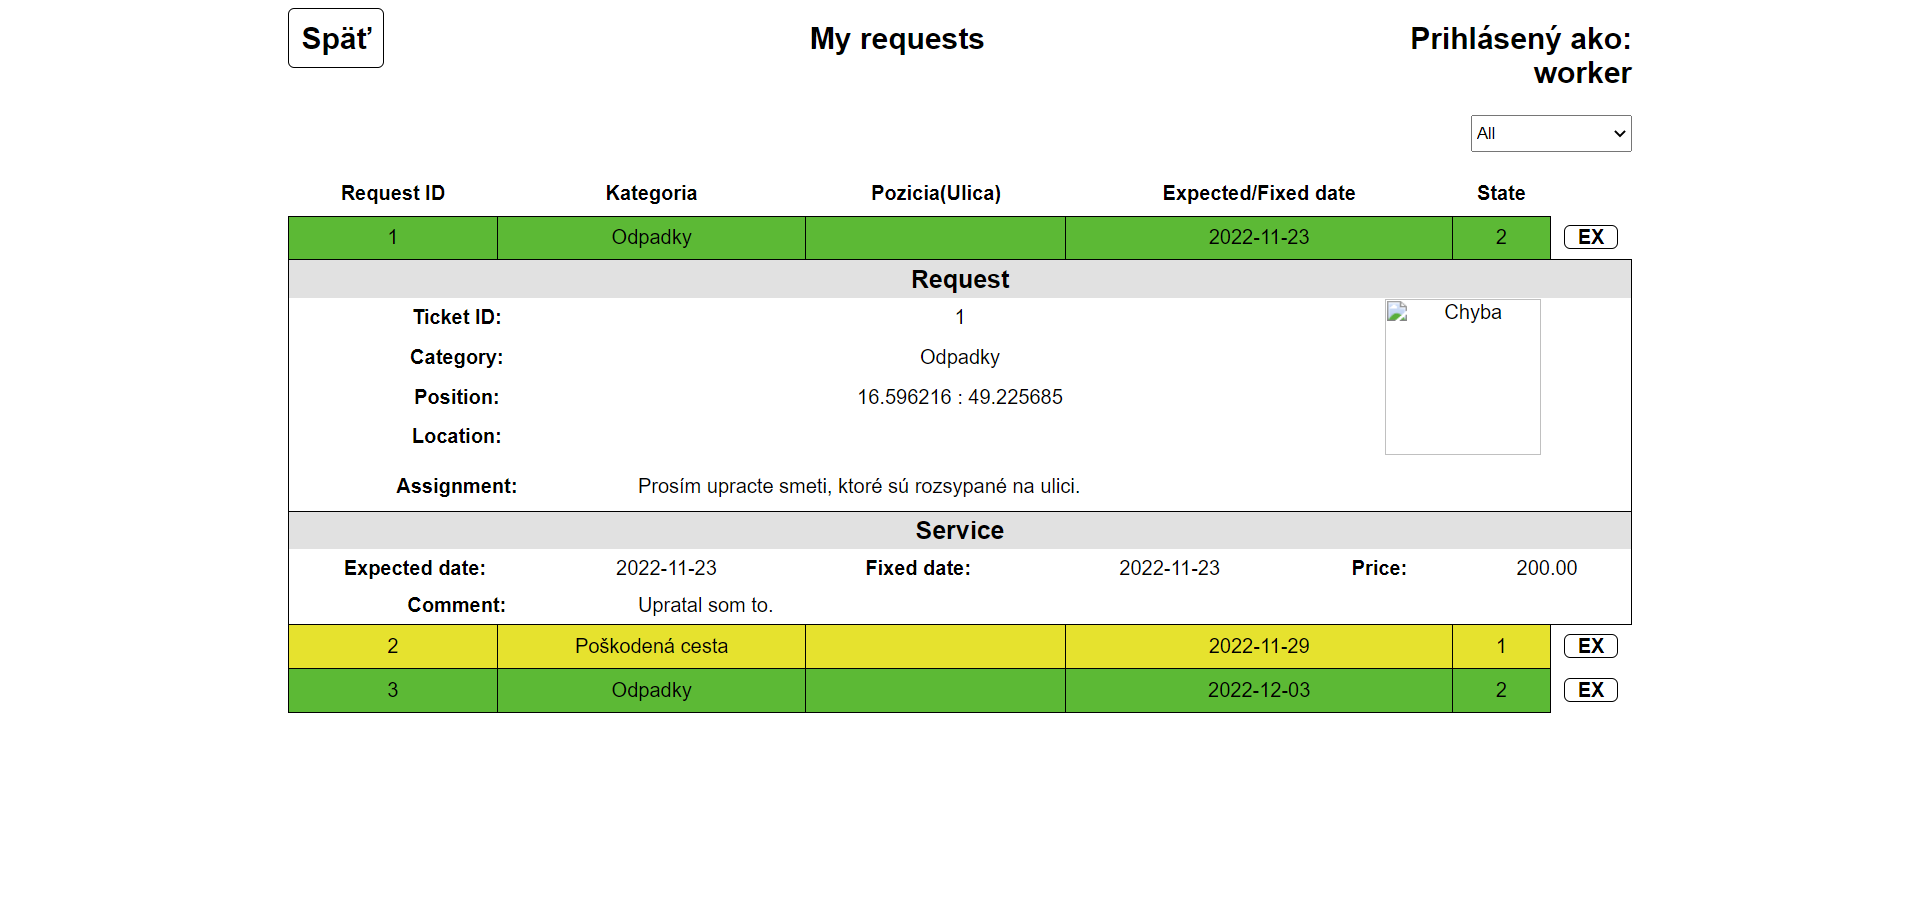 Späť
My requests
Prihlásený ako:
worker
All
Request ID Kategoria Pozicia(Ulica) Expected/Fixed date State
1 Odpadky 2022-11-23 2 EX
Request
Ticket ID: 1 Chyba
Category: Odpadky
Position: 16.596216 : 49.225685
Location:
Assignment: Prosím upracte smeti, ktoré sú rozsypané na ulici.
Service
Expected date: 2022-11-23 Fixed date: 2022-11-23 Price: 200.00
Comment: Upratal som to.
2 Poškodená cesta 2022-11-29 1 EX
3 Odpadky 2022-12-03 2 EX